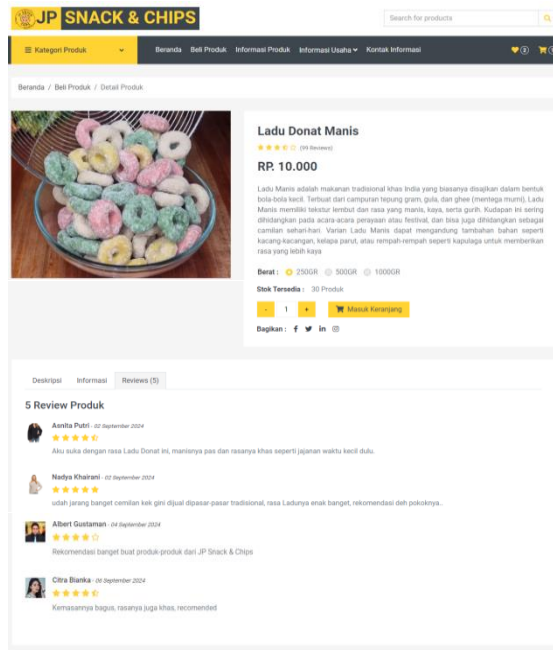 JP SNACK & CHIPS
Search for products
Kategori Produk
Beranda Beli Produk Informasi Produk Informasi Usaha Kontak Informasi
Beranda / Beli Produk / Detail Produk
Ladu Donat Manis
(99 Reviews)
RP. 10.000
Ladu Manis adalah makanan tradisional khas India yang biasanya disajikan dalam bentuk
bola-bola kecil. Terbuat dari campuran tepung gram, gula, dan ghee (mentega murni). Ladu
Manis memiliki tekstur lembut dan rasa yang manis, kaya, serta gurih. Kudapan ini sering
dihidangkan pada acara-acara perayaan atau festival, dan bisa juga dihidangkan sebagai
camilan sehari-hari. Varian Ladu Manis dapat mengandung tambahan bahan seperti
kacang-kacangan, kelapa parut, atau rempah-rempah seperti kapulaga untuk memberikan
rasa yang lebih kaya
Berat : 250GR 500GR 1000GR
Stok Tersedia : 30 Produk
- 1 + Masuk Keranjang
Bagikan :
Deskripsi Informasi Reviews (5)
5 Review Produk
Asnita Putri - 02 September 2024
Aku suka dengan rasa Ladu Donat ini, manisnya pas dan rasanya khas seperti jajanan waktu kecil dulu.
Nadya Khairani - 02 September 2024
udah jarang banget cemilan kek gini dijual dipasar-pasar tradisional, rasa Ladunya enak banget, rekomendasi deh pokoknya..
Albert Gustaman - 04 September 2024
Rekomendasi banget buat produk-produk dari JP Snack & Chips
Citra Bianka - 06 September 2024
Kemasannya bagus, rasanya juga khas, recomended